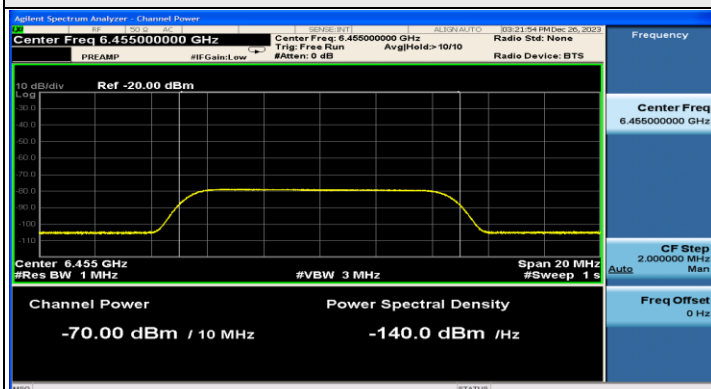 Agilent Spectrum Analyzer - Channel Power
RF 50 Ω AC SENSE:INT ALIGNAUTO 03:21:54 PM Dec 26, 2023
Center Freq 6.455000000 GHz
Center Freq: 6.455000000 GHz
Radio Std: None
Trig: Free Run Avg|Hold:> 10/10
PREAMP #IFGain:Low #Atten: 0 dB Radio Device: BTS
10 dB/div Ref -20.00 dBm
Log
-30.0
-40.0
-50.0
-60.0
-70.0
-80.0
-90.0
-100
-110
Center 6.455 GHz Span 20 MHz
#Res BW 1 MHz #VBW 3 MHz #Sweep 1 s
Channel Power Power Spectral Density
-70.00 dBm / 10 MHz -140.0 dBm /Hz
MSG STATUS
Frequency
Center Freq
6.455000000 GHz
CF Step
2.000000 MHz
Auto Man
Freq Offset
0 Hz